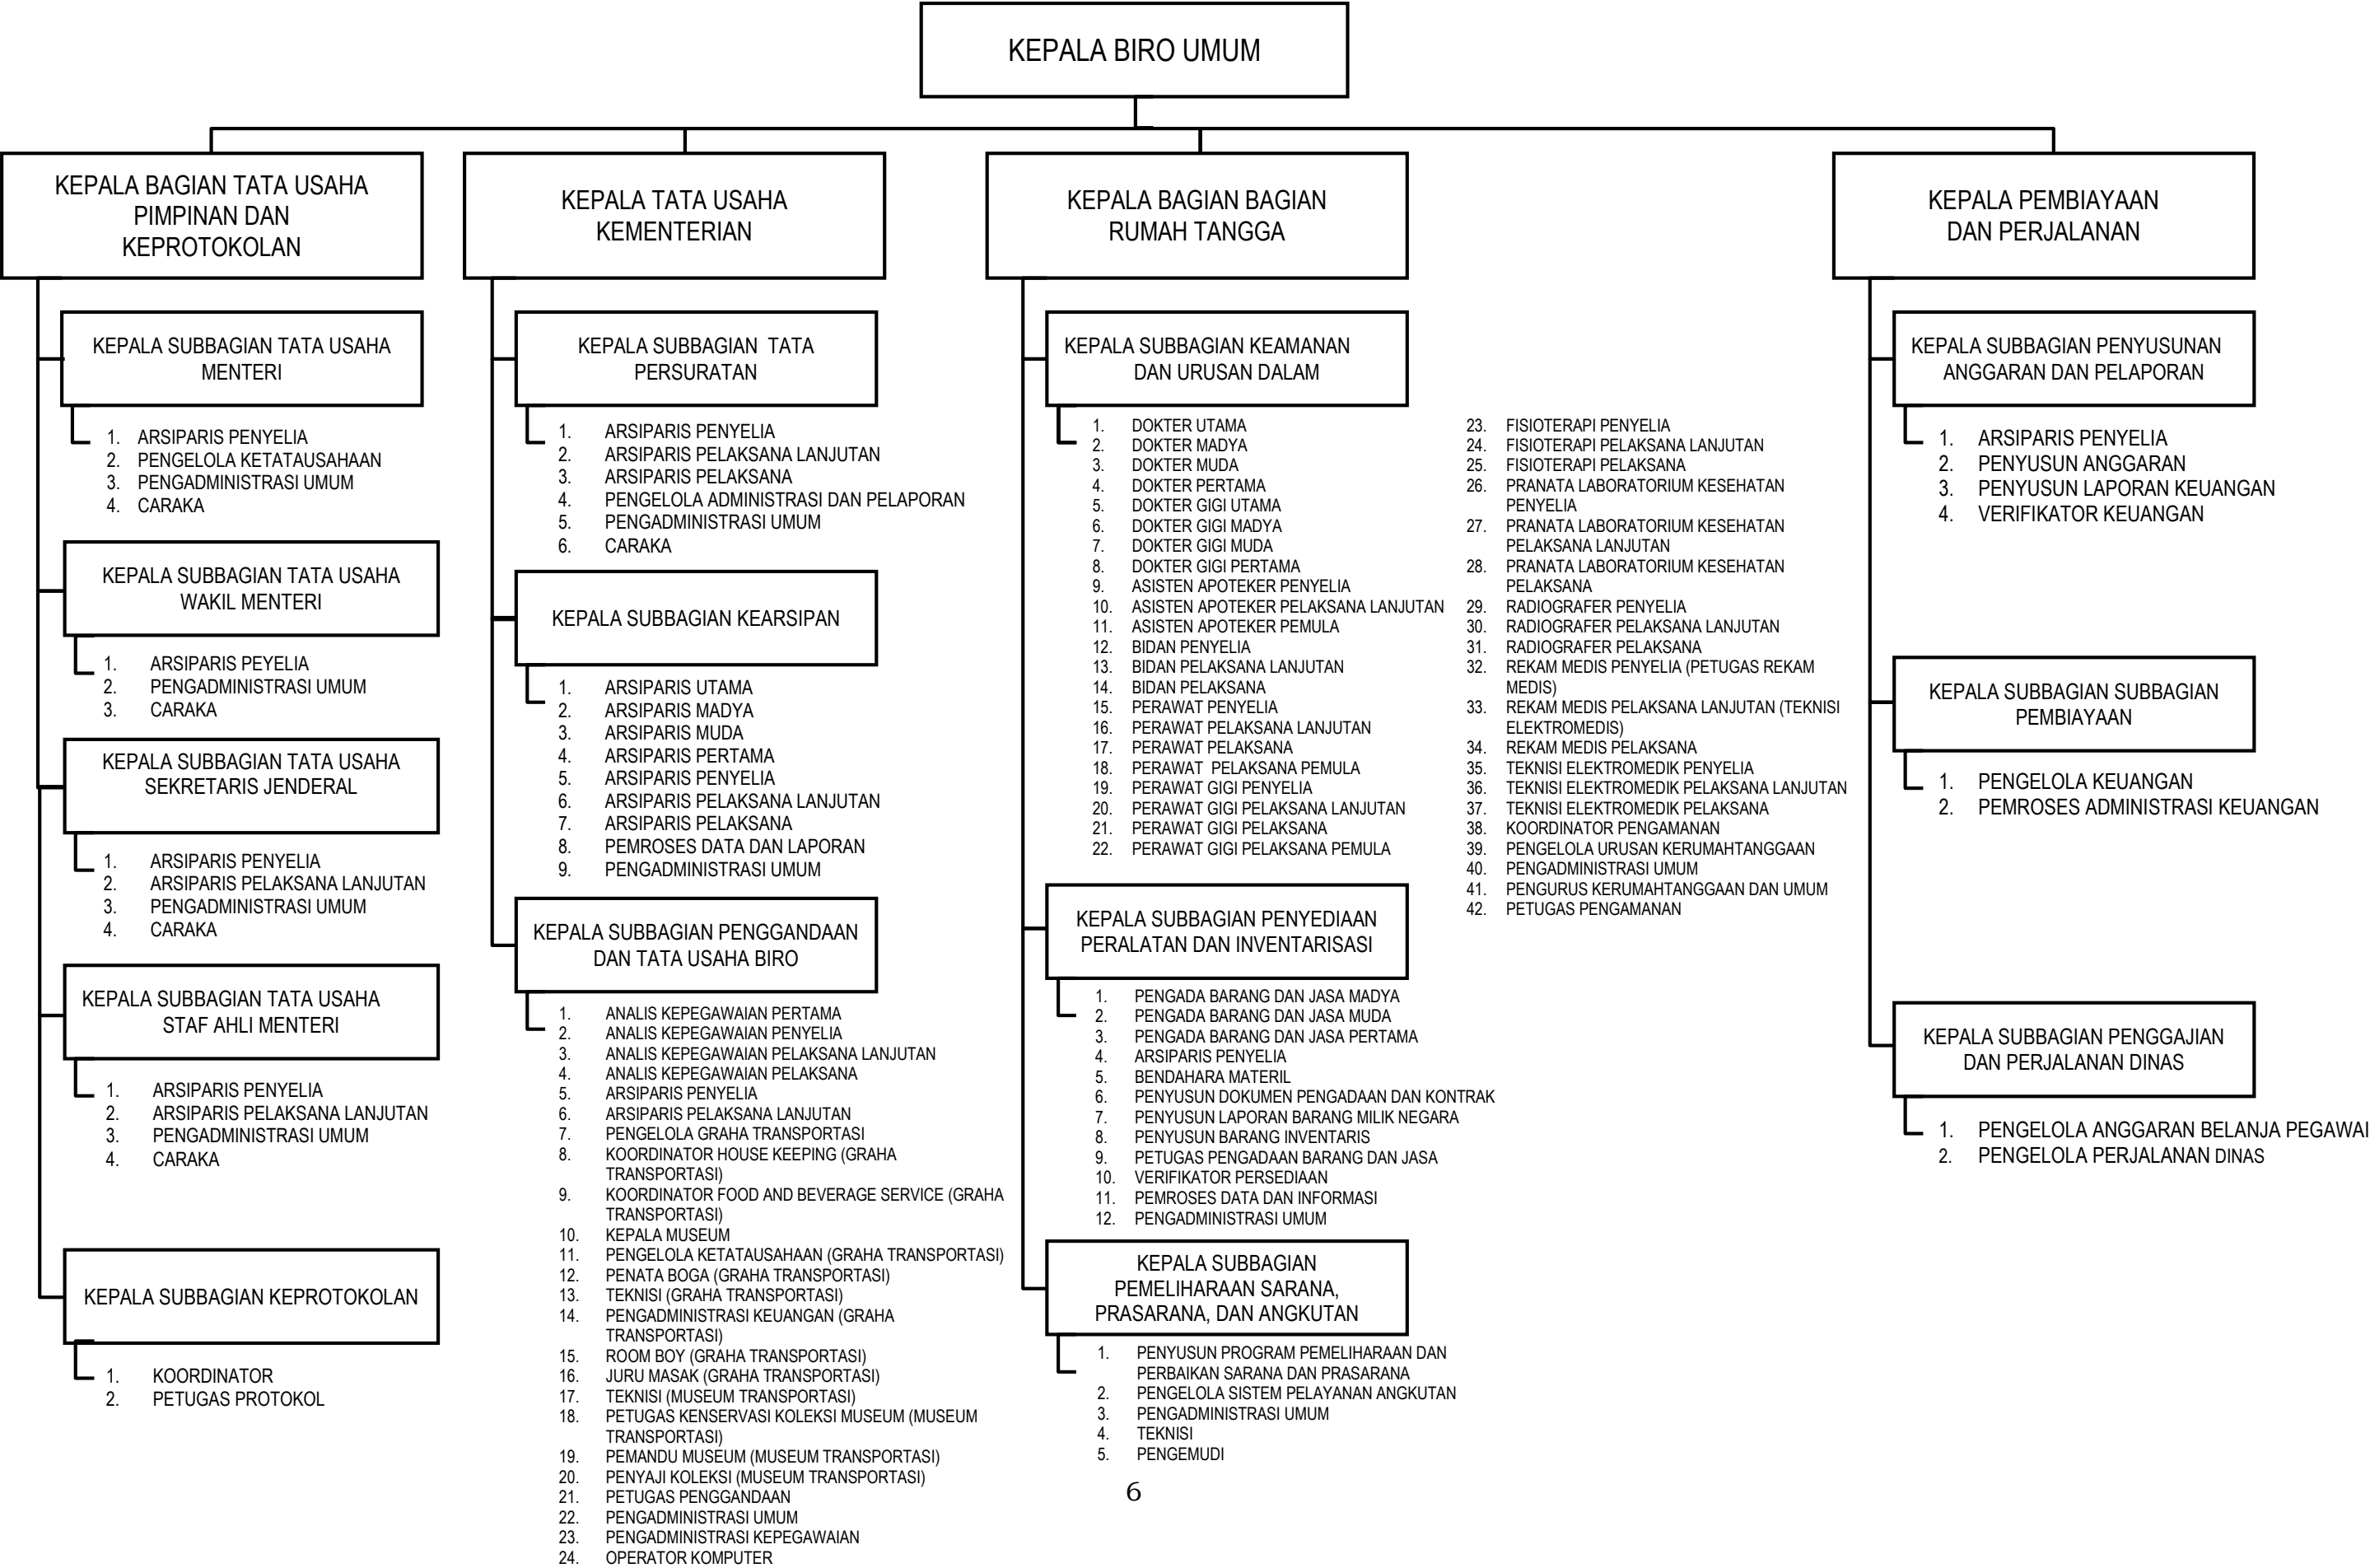 KEPALA BIRO UMUM
KEPALA BAGIAN TATA USAHA
PIMPINAN DAN
KEPROTOKOLAN
KEPALA SUBBAGIAN TATA USAHA
MENTERI
1. ARSIPARIS PENYELIA
2. PENGELOLA KETATAUSAHAAN
3. PENGADMINISTRASI UMUM
4. CARAKA
KEPALA SUBBAGIAN TATA USAHA
WAKIL MENTERI
1. ARSIPARIS PEYELIA
2. PENGADMINISTRASI UMUM
3. CARAKA
KEPALA SUBBAGIAN TATA USAHA
SEKRETARIS JENDERAL
1. ARSIPARIS PENYELIA
2. ARSIPARIS PELAKSANA LANJUTAN
3. PENGADMINISTRASI UMUM
4. CARAKA
KEPALA SUBBAGIAN TATA USAHA
STAF AHLI MENTERI
1. ARSIPARIS PENYELIA
2. ARSIPARIS PELAKSANA LANJUTAN
3. PENGADMINISTRASI UMUM
4. CARAKA
KEPALA SUBBAGIAN KEPROTOKOLAN
1. KOORDINATOR
2. PETUGAS PROTOKOL
KEPALA TATA USAHA
KEMENTERIAN
KEPALA SUBBAGIAN TATA
PERSURATAN
1. ARSIPARIS PENYELIA
2. ARSIPARIS PELAKSANA LANJUTAN
3. ARSIPARIS PELAKSANA
4. PENGELOLA ADMINISTRASI DAN PELAPORAN
5. PENGADMINISTRASI UMUM
6. CARAKA
KEPALA SUBBAGIAN KEARSIPAN
1. ARSIPARIS UTAMA
2. ARSIPARIS MADYA
3. ARSIPARIS MUDA
4. ARSIPARIS PERTAMA
5. ARSIPARIS PENYELIA
6. ARSIPARIS PELAKSANA LANJUTAN
7. ARSIPARIS PELAKSANA
8. PEMROSES DATA DAN LAPORAN
9. PENGADMINISTRASI UMUM
KEPALA SUBBAGIAN PENGGANDAAN
DAN TATA USAHA BIRO
1. ANALIS KEPEGAWAIAN PERTAMA
2. ANALIS KEPEGAWAIAN PENYELIA
3. ANALIS KEPEGAWAIAN PELAKSANA LANJUTAN
4. ANALIS KEPEGAWAIAN PELAKSANA
5. ARSIPARIS PENYELIA
6. ARSIPARIS PELAKSANA LANJUTAN
7. PENGELOLA GRAHA TRANSPORTASI
8. KOORDINATOR HOUSE KEEPING (GRAHA
TRANSPORTASI)
9. KOORDINATOR FOOD AND BEVERAGE SERVICE (GRAHA
TRANSPORTASI)
10. KEPALA MUSEUM
11. PENGELOLA KETATAUSAHAAN (GRAHA TRANSPORTASI)
12. PENATA BOGA (GRAHA TRANSPORTASI)
13. TEKNISI (GRAHA TRANSPORTASI)
14. PENGADMINISTRASI KEUANGAN (GRAHA
TRANSPORTASI)
15. ROOM BOY (GRAHA TRANSPORTASI)
16. JURU MASAK (GRAHA TRANSPORTASI)
17. TEKNISI (MUSEUM TRANSPORTASI)
18. PETUGAS KENSERVASI KOLEKSI MUSEUM (MUSEUM
TRANSPORTASI)
19. PEMANDU MUSEUM (MUSEUM TRANSPORTASI)
20. PENYAJI KOLEKSI (MUSEUM TRANSPORTASI)
21. PETUGAS PENGGANDAAN
22. PENGADMINISTRASI UMUM
23. PENGADMINISTRASI KEPEGAWAIAN
24. OPERATOR KOMPUTER
KEPALA BAGIAN BAGIAN
RUMAH TANGGA
KEPALA SUBBAGIAN KEAMANAN
DAN URUSAN DALAM
1. DOKTER UTAMA
2. DOKTER MADYA
3. DOKTER MUDA
4. DOKTER PERTAMA
5. DOKTER GIGI UTAMA
6. DOKTER GIGI MADYA
7. DOKTER GIGI MUDA
8. DOKTER GIGI PERTAMA
9. ASISTEN APOTEKER PENYELIA
10. ASISTEN APOTEKER PELAKSANA LANJUTAN
11. ASISTEN APOTEKER PEMULA
12. BIDAN PENYELIA
13. BIDAN PELAKSANA LANJUTAN
14. BIDAN PELAKSANA
15. PERAWAT PENYELIA
16. PERAWAT PELAKSANA LANJUTAN
17. PERAWAT PELAKSANA
18. PERAWAT PELAKSANA PEMULA
19. PERAWAT GIGI PENYELIA
20. PERAWAT GIGI PELAKSANA LANJUTAN
21. PERAWAT GIGI PELAKSANA
22. PERAWAT GIGI PELAKSANA PEMULA
23. FISIOTERAPI PENYELIA
24. FISIOTERAPI PELAKSANA LANJUTAN
25. FISIOTERAPI PELAKSANA
26. PRANATA LABORATORIUM KESEHATAN
PENYELIA
27. PRANATA LABORATORIUM KESEHATAN
PELAKSANA LANJUTAN
28. PRANATA LABORATORIUM KESEHATAN
PELAKSANA
29. RADIOGRAFER PENYELIA
30. RADIOGRAFER PELAKSANA LANJUTAN
31. RADIOGRAFER PELAKSANA
32. REKAM MEDIS PENYELIA (PETUGAS REKAM
MEDIS)
33. REKAM MEDIS PELAKSANA LANJUTAN (TEKNISI
ELEKTROMEDIS)
34. REKAM MEDIS PELAKSANA
35. TEKNISI ELEKTROMEDIK PENYELIA
36. TEKNISI ELEKTROMEDIK PELAKSANA LANJUTAN
37. TEKNISI ELEKTROMEDIK PELAKSANA
38. KOORDINATOR PENGAMANAN
39. PENGELOLA URUSAN KERUMAHTANGGAAN
40. PENGADMINISTRASI UMUM
41. PENGURUS KERUMAHTANGGAAN DAN UMUM
42. PETUGAS PENGAMANAN
KEPALA SUBBAGIAN PENYEDIAAN
PERALATAN DAN INVENTARISASI
1. PENGADA BARANG DAN JASA MADYA
2. PENGADA BARANG DAN JASA MUDA
3. PENGADA BARANG DAN JASA PERTAMA
4. ARSIPARIS PENYELIA
5. BENDAHARA MATERIL
6. PENYUSUN DOKUMEN PENGADAAN DAN KONTRAK
7. PENYUSUN LAPORAN BARANG MILIK NEGARA
8. PENYUSUN BARANG INVENTARIS
9. PETUGAS PENGADAAN BARANG DAN JASA
10. VERIFIKATOR PERSEDIAAN
11. PEMROSES DATA DAN INFORMASI
12. PENGADMINISTRASI UMUM
KEPALA SUBBAGIAN
PEMELIHARAAN SARANA,
PRASARANA, DAN ANGKUTAN
1. PENYUSUN PROGRAM PEMELIHARAAN DAN
PERBAIKAN SARANA DAN PRASARANA
2. PENGELOLA SISTEM PELAYANAN ANGKUTAN
3. PENGADMINISTRASI UMUM
4. TEKNISI
5. PENGEMUDI
KEPALA PEMBIAYAAN
DAN PERJALANAN
KEPALA SUBBAGIAN PENYUSUNAN
ANGGARAN DAN PELAPORAN
1. ARSIPARIS PENYELIA
2. PENYUSUN ANGGARAN
3. PENYUSUN LAPORAN KEUANGAN
4. VERIFIKATOR KEUANGAN
KEPALA SUBBAGIAN SUBBAGIAN
PEMBIAYAAN
1. PENGELOLA KEUANGAN
2. PEMROSES ADMINISTRASI KEUANGAN
KEPALA SUBBAGIAN PENGGAJIAN
DAN PERJALANAN DINAS
1. PENGELOLA ANGGARAN BELANJA PEGAWAI
2. PENGELOLA PERJALANAN DINAS
6